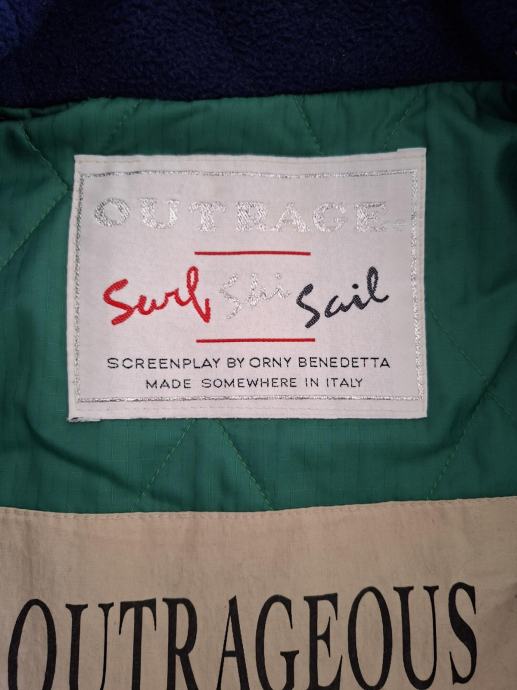 OUTRAGE
Surf Ski Sail
SCREENPLAY BY ORNY BENEDETTA
MADE SOMEWHERE IN ITALY
OUTRAGEOUS